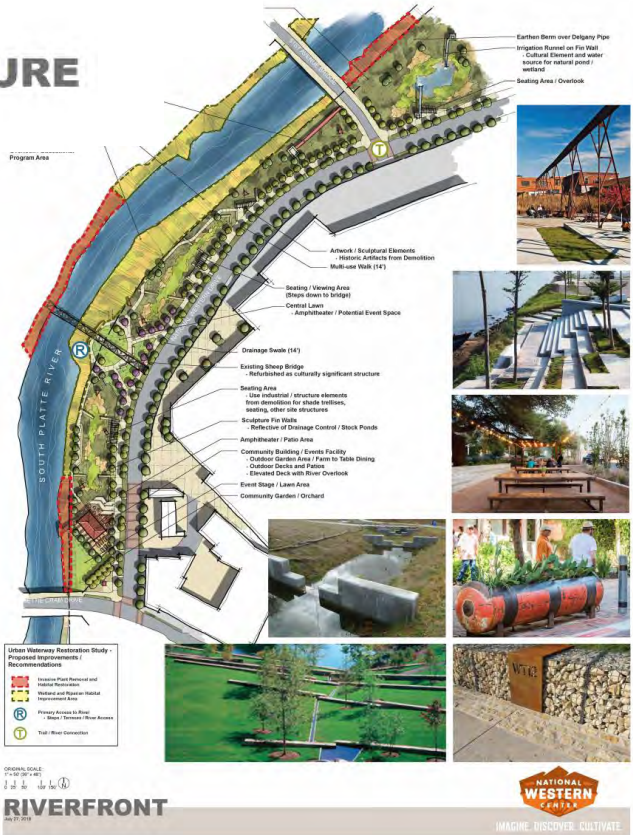 URE
Earthen Berm over Delgany Pipe
Irrigation Runnel on Fin Wall
- Cultural Element and water
source for natural pond /
wetland
Seating Area / Overlook
T
Program Area
Artwork / Sculptural Elements
- Historic Artifacts from Demolition
Multi-use Walk (14')
Seating / Viewing Area
(Steps down to bridge)
Central Lawn
- Amphitheater / Potential Event Space
Drainage Swale (14')
R
Existing Sheep Bridge
- Refurbished as culturally significant structure
SOUTH PLATTE RIVER
Seating Area
- Use industrial / structure elements
from demolition for shade trellises,
seating, other site structures
Sculpture Fin Walls
- Reflective of Drainage Control / Stock Ponds
Amphitheater / Patio Area
Community Building / Events Facility
- Outdoor Garden Area / Farm to Table Dining
- Outdoor Decks and Patios
- Elevated Deck with River Overlook
Event Stage / Lawn Area
Community Garden / Orchard
Urban Waterway Restoration Study -
Proposed Improvements /
Recommendations
Invasive Plant Removal and
Habitat Restoration
Wetland and Riparian Habitat
Improvement Area
R
Primary Access to River
- Steps / Terraces / River Access
T
Trail / River Connection
ORIGINAL SCALE:
RIVERFRONT
NATIONAL
WESTERN
CENTER
IMAGINE. DISCOVER. CULTIVATE